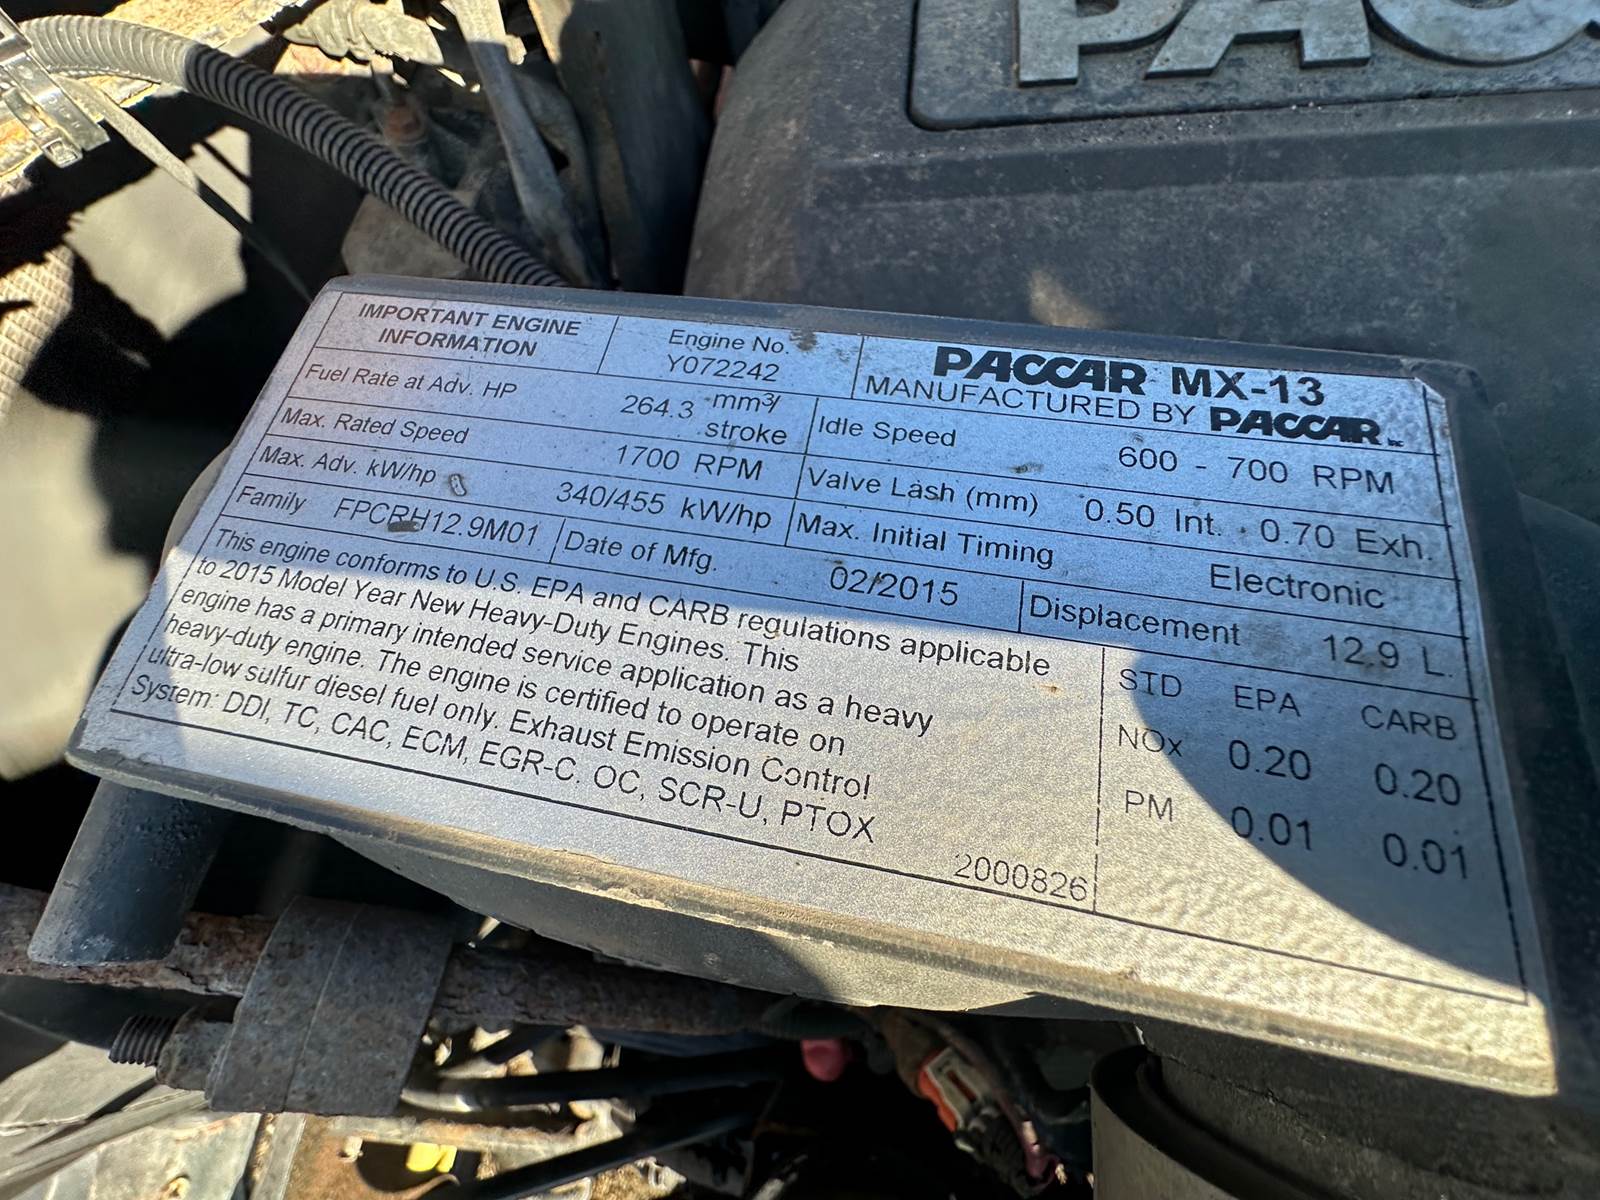 PACCAR
IMPORTANT ENGINE
INFORMATION
Engine No.
Y072242
PACCAR MX-13
MANUFACTURED BY PACCAR Inc
Fuel Rate at Adv. HP 264.3 mm³/
stroke
Idle Speed 600 - 700 RPM
Max. Rated Speed 1700 RPM
Valve Lash (mm) 0.50 Int. 0.70 Exh.
Max. Adv. kW/hp 340/455 kW/hp
Max. Initial Timing Electronic
Family FPCRH12.9M01
Date of Mfg. 02/2015
Displacement 12.9 L.
This engine conforms to U.S. EPA and CARB regulations applicable
to 2015 Model Year New Heavy-Duty Engines. This
engine has a primary intended service application as a heavy
heavy-duty engine. The engine is certified to operate on
ultra-low sulfur diesel fuel only. Exhaust Emission Control
System: DDI, TC, CAC, ECM, EGR-C. OC, SCR-U, PTOX
2000826
STD EPA CARB
NOx 0.20 0.20
PM 0.01 0.01